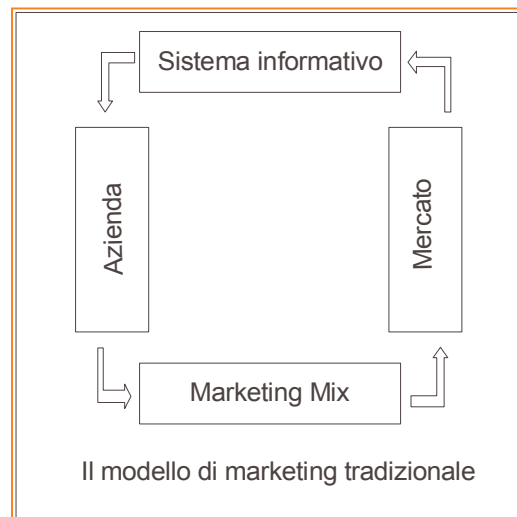 Sistema informativo
Azienda
Mercato
Marketing Mix
Il modello di marketing tradizionale